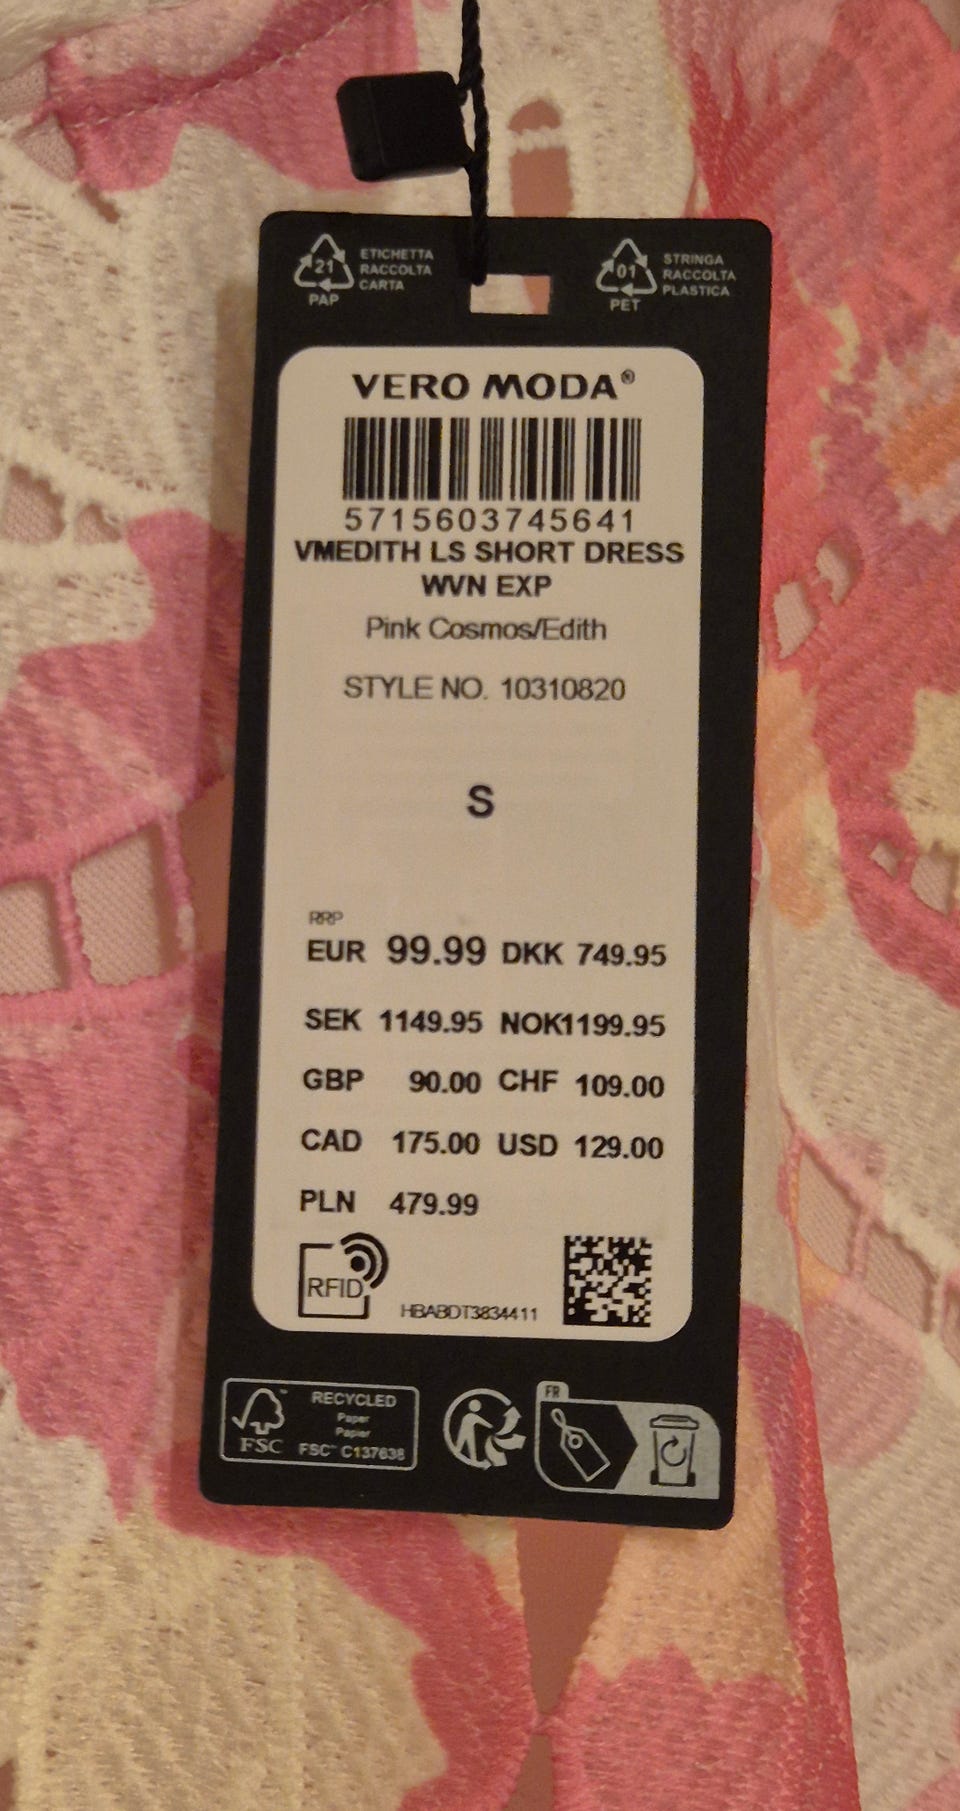 21
PAP
ETICHETTA
RACCOLTA
CARTA
01
PET
STRINGA
RACCOLTA
PLASTICA
VERO MODA®
5715603745641
VMEDITH LS SHORT DRESS
WVN EXP
Pink Cosmos/Edith
STYLE NO. 10310820
S
RRP
EUR 99.99 DKK 749.95
SEK 1149.95 NOK1199.95
GBP 90.00 CHF 109.00
CAD 175.00 USD 129.00
PLN 479.99
RFID
HBABDT3834411
FSC™
RECYCLED
Paper
Papier
FSC™ C137638
FR